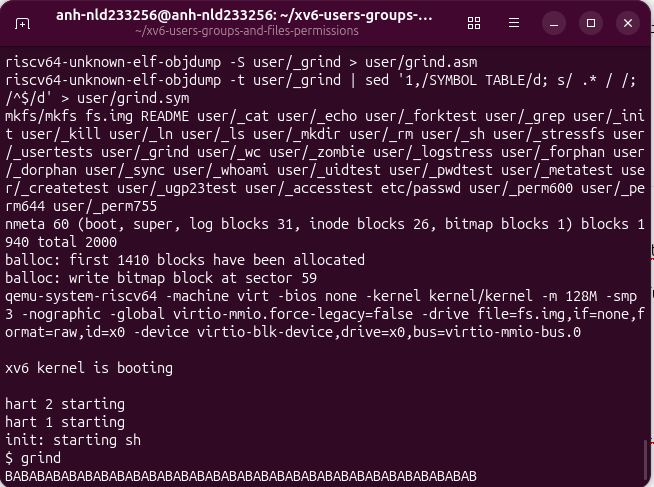 anh-nld233256@anh-nld233256: ~/xv6-users-groups-...
~/xv6-users-groups-and-files-permissions
riscv64-unknown-elf-objdump -S user/_grind > user/grind.asm
riscv64-unknown-elf-objdump -t user/_grind | sed '1,/SYMBOL TABLE/d; s/ .* / /;
/^$/d' > user/grind.sym
mkfs/mkfs fs.img README user/_cat user/_echo user/_forktest user/_grep user/_ini
t user/_kill user/_ln user/_ls user/_mkdir user/_rm user/_sh user/_stressfs user
/_usertests user/_grind user/_wc user/_zombie user/_logstress user/_forphan user
/_dorphan user/_sync user/_whoami user/_uidtest user/_pwdtest user/_metatest use
r/_createtest user/_ugp23test user/_accesstest etc/passwd user/_perm600 user/_pe
rm644 user/_perm755
nmeta 60 (boot, super, log blocks 31, inode blocks 26, bitmap blocks 1) blocks 1
940 total 2000
balloc: first 1410 blocks have been allocated
balloc: write bitmap block at sector 59
qemu-system-riscv64 -machine virt -bios none -kernel kernel/kernel -m 128M -smp
3 -nographic -global virtio-mmio.force-legacy=false -drive file=fs.img,if=none,f
ormat=raw,id=x0 -device virtio-blk-device,drive=x0,bus=virtio-mmio-bus.0
xv6 kernel is booting
hart 2 starting
hart 1 starting
init: starting sh
$ grind
BABABABABABABABABABABABABABABABABABABABABABABABABABABABABAB